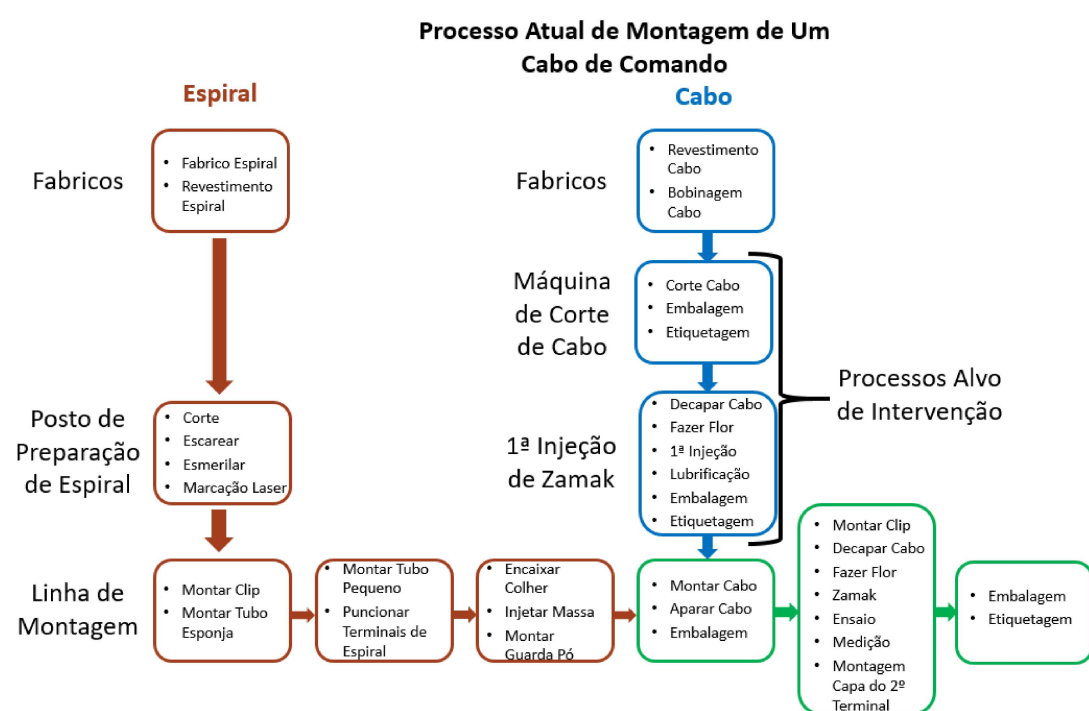 Processo Atual de Montagem de Um
Cabo de Comando
Espiral
Cabo
Fabricos
• Fabrico Espiral
• Revestimento
Espiral
Fabricos
• Revestimento
Cabo
• Bobinagem
Cabo
Máquina
de Corte
de Cabo
• Corte Cabo
• Embalagem
• Etiquetagem
Processos Alvo
de Intervenção
Posto de
Preparação
de Espiral
• Corte
• Escarear
• Esmerilar
• Marcação Laser
1ª Injeção
de Zamak
• Decapar Cabo
• Fazer Flor
• 1ª Injeção
• Lubrificação
• Embalagem
• Etiquetagem
Linha de
Montagem
• Montar Clip
• Montar Tubo
Esponja
• Montar Tubo
Pequeno
• Puncionar
Terminais de
Espiral
• Encaixar
Colher
• Injetar Massa
• Montar
Guarda Pó
• Montar Cabo
• Aparar Cabo
• Embalagem
• Montar Clip
• Decapar Cabo
• Fazer Flor
• Zamak
• Ensaio
• Medição
• Montagem
Capa do 2º
Terminal
• Embalagem
• Etiquetagem